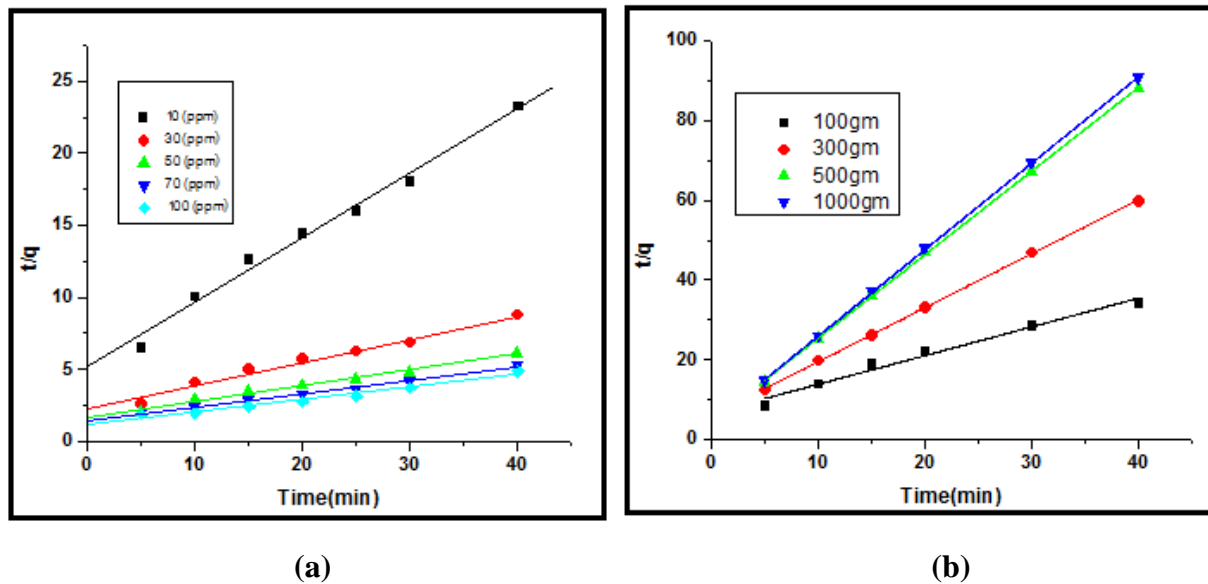 25
20
15
10
5
0
t/q
10 (ppm)
30 (ppm)
50 (ppm)
70 (ppm)
100 (ppm)
0 10 20 30 40
Time(min)
(a)
100
80
60
40
20
0
t/q
100gm
300gm
500gm
1000gm
0 10 20 30 40
Time(min)
(b)